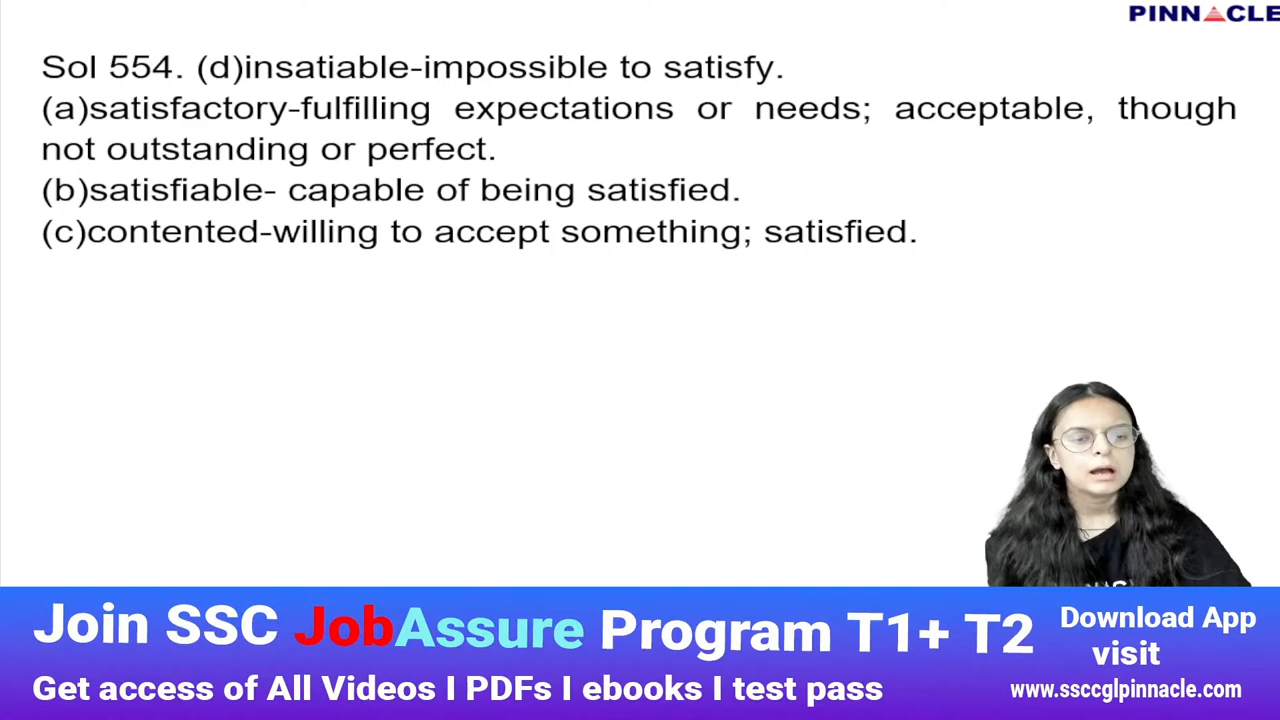 PINNACLE
Sol 554. (d)insatiable-impossible to satisfy.
(a)satisfactory-fulfilling expectations or needs; acceptable, though
not outstanding or perfect.
(b)satisfiable- capable of being satisfied.
(c)contented-willing to accept something; satisfied.
Join SSC JobAssure Program T1+ T2
Get access of All Videos I PDFs I ebooks I test pass
Download App
visit
www.ssccglpinnacle.com